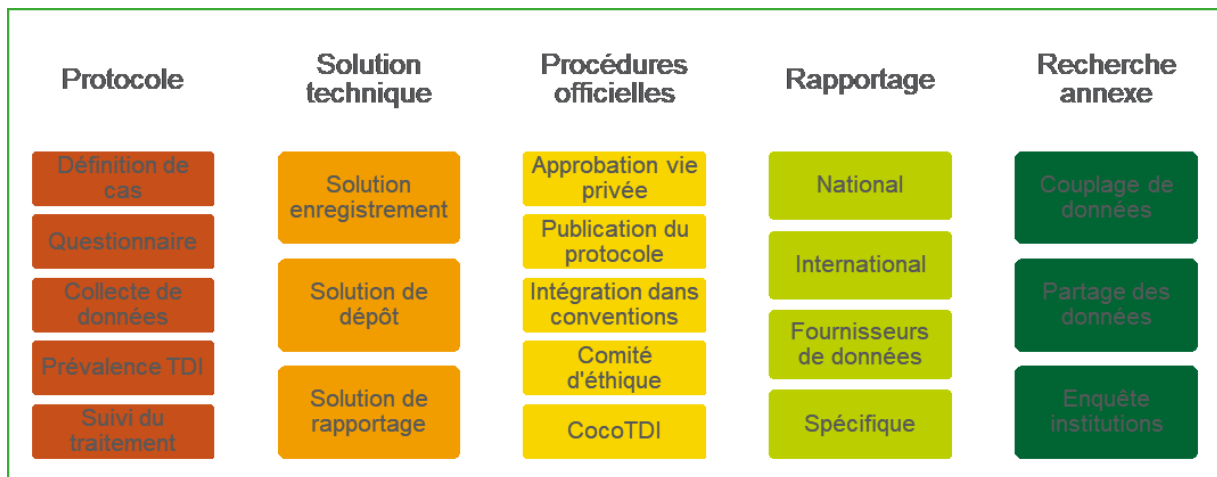 Protocole
Définition de
cas
Questionnaire
Collecte de
données
Prévalence TDI
Suivi du
traitement
Solution
technique
Solution
enregistrement
Solution de
dépôt
Solution de
rapportage
Procédures
officielles
Approbation vie
privée
Publication du
protocole
Intégration dans
conventions
Comité
d'éthique
CocoTDI
Rapportage
National
International
Fournisseurs
de données
Spécifique
Recherche
annexe
Couplage de
données
Partage des
données
Enquête
institutions